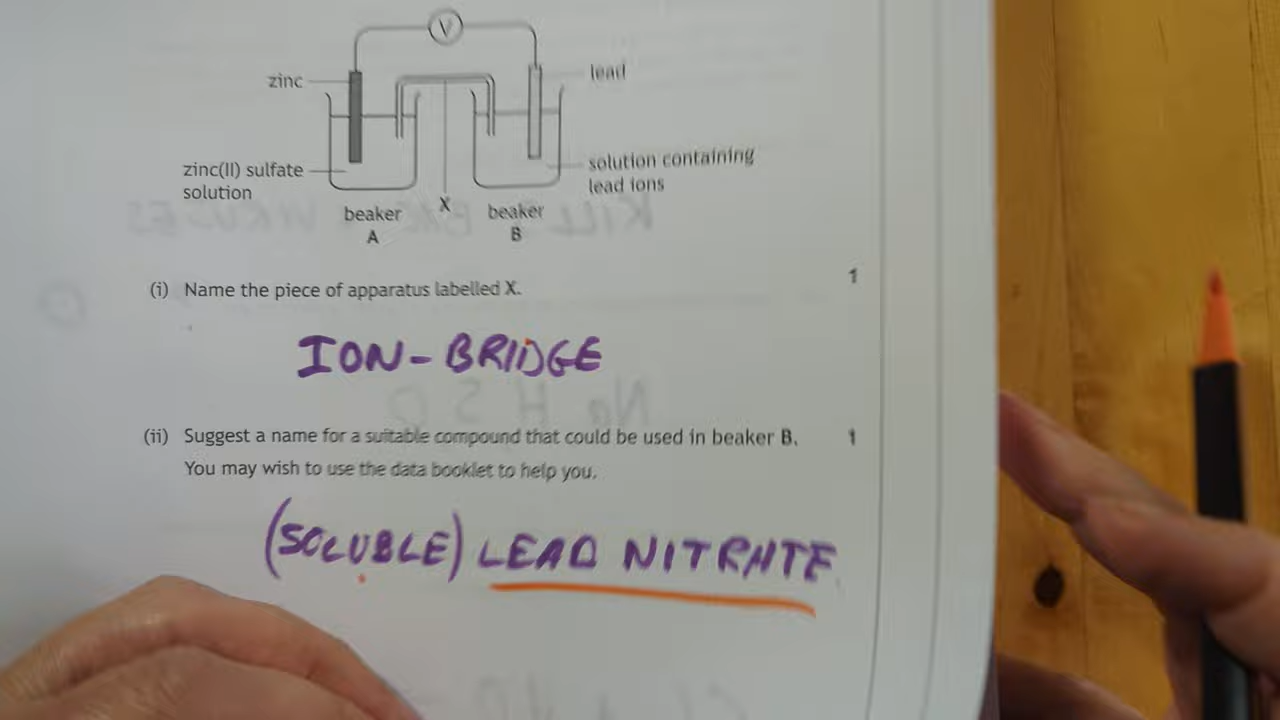 V
zinc
lead
zinc(II) sulfate
solution
solution containing
lead ions
beaker
A
X
beaker
B
(i) Name the piece of apparatus labelled X. 1
ION-BRIDGE
(ii) Suggest a name for a suitable compound that could be used in beaker B. 1
You may wish to use the data booklet to help you.
(SOLUBLE) LEAD NITRATE